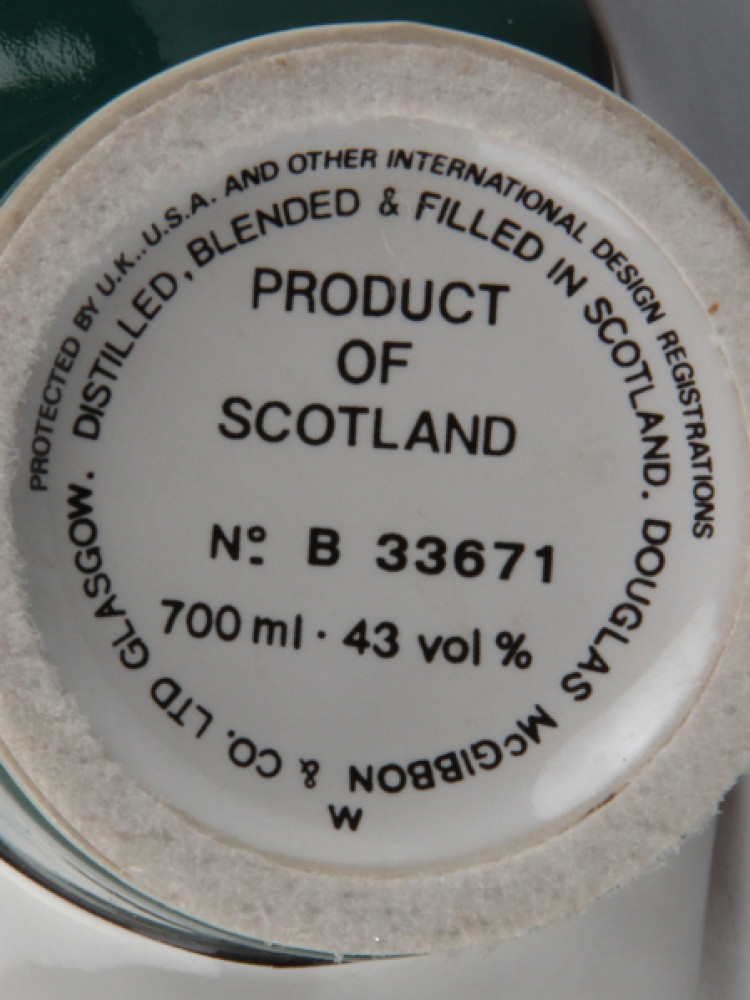 PROTECTED BY U.K., U.S.A. AND OTHER INTERNATIONAL DESIGN REGISTRATIONS
DISTILLED, BLENDED & FILLED IN SCOTLAND. DOUGLAS McGIBBON & CO. LTD GLASGOW.
PRODUCT
OF
SCOTLAND
Nº B 33671
700 ml · 43 vol %
W